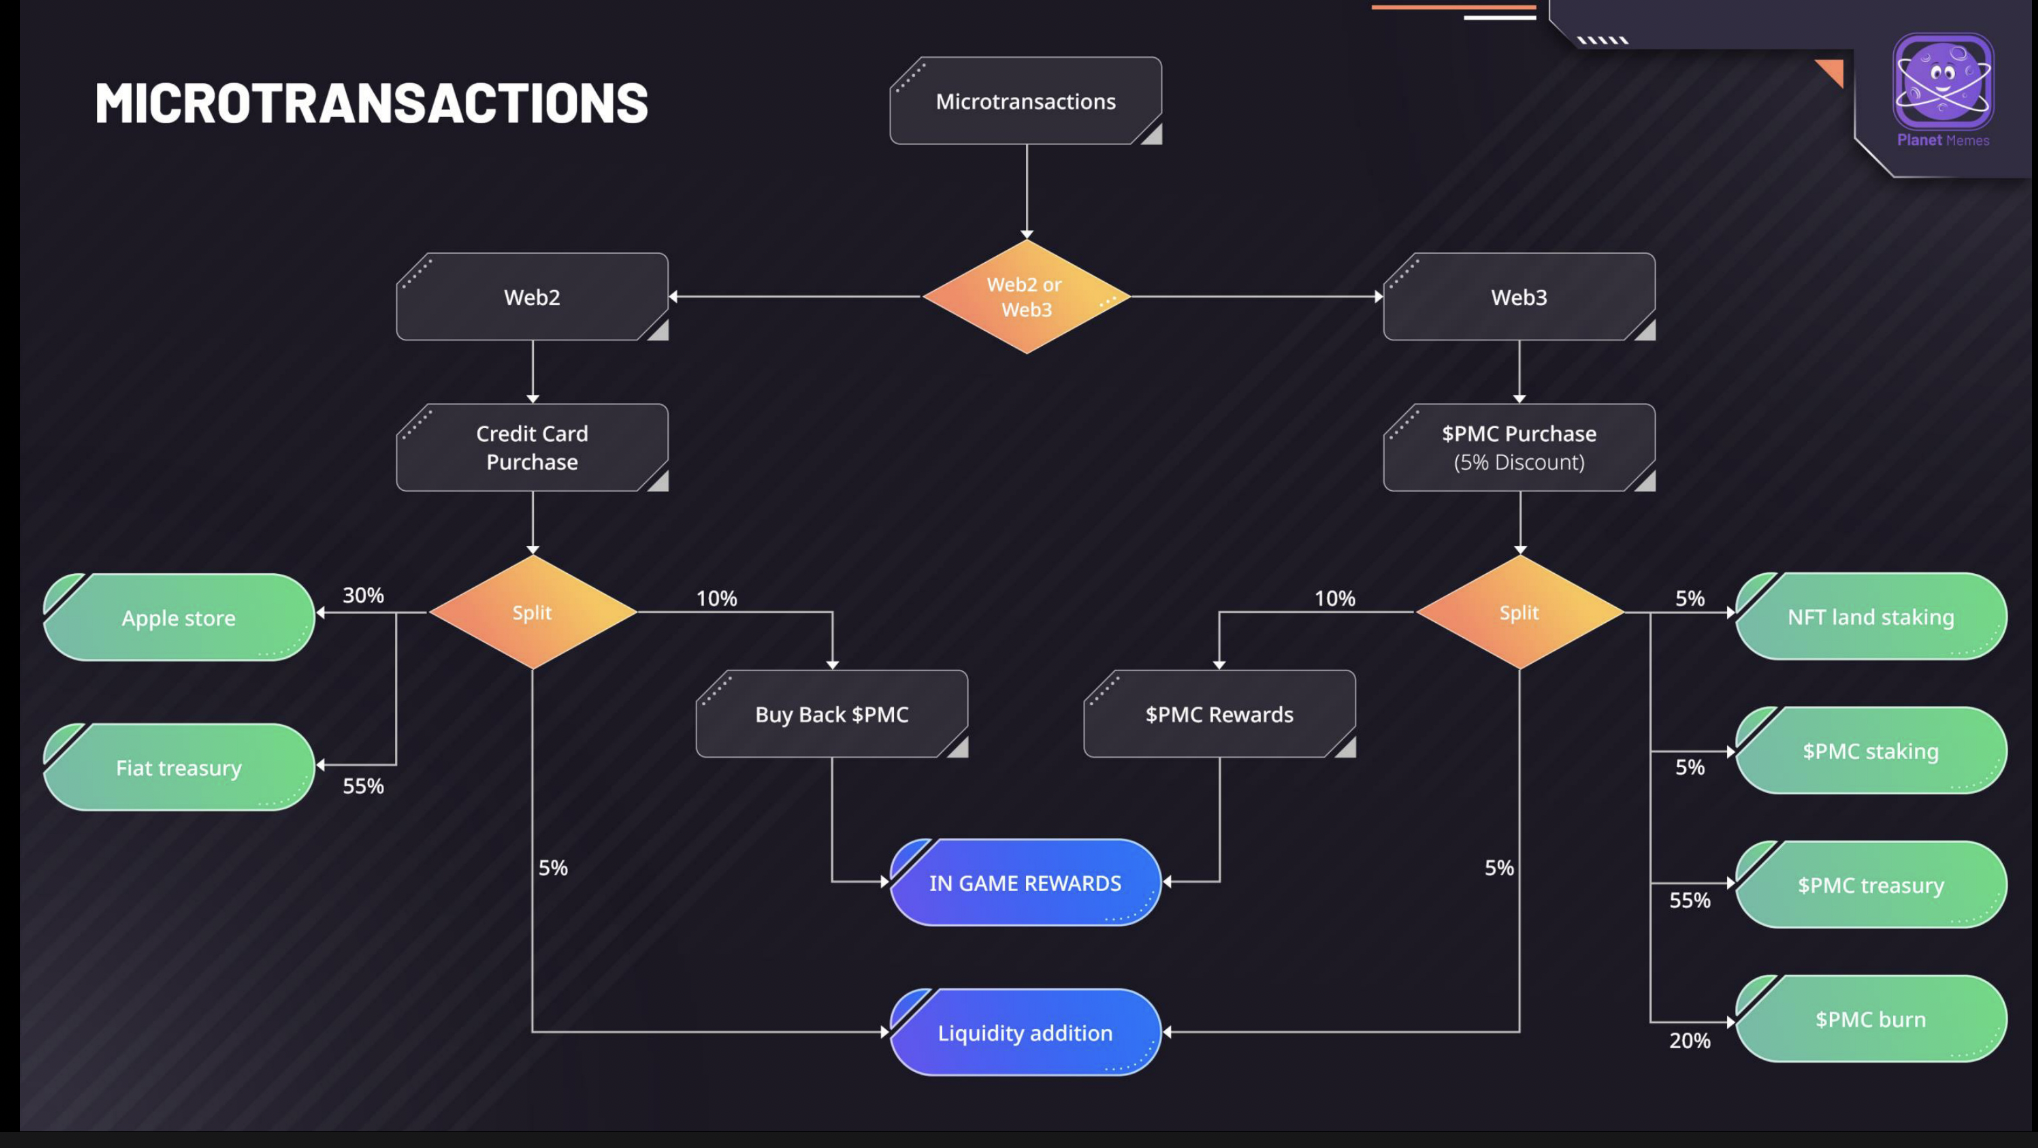 MICROTRANSACTIONS
Microtransactions
Planet Memes
Web2
Web2 or
Web3
Web3
Credit Card
Purchase
$PMC Purchase
(5% Discount)
Apple store
30%
Split
10%
10%
Split
5%
NFT land staking
Buy Back $PMC
$PMC Rewards
Fiat treasury
55%
5%
$PMC staking
5%
IN GAME REWARDS
5%
55%
$PMC treasury
Liquidity addition
20%
$PMC burn